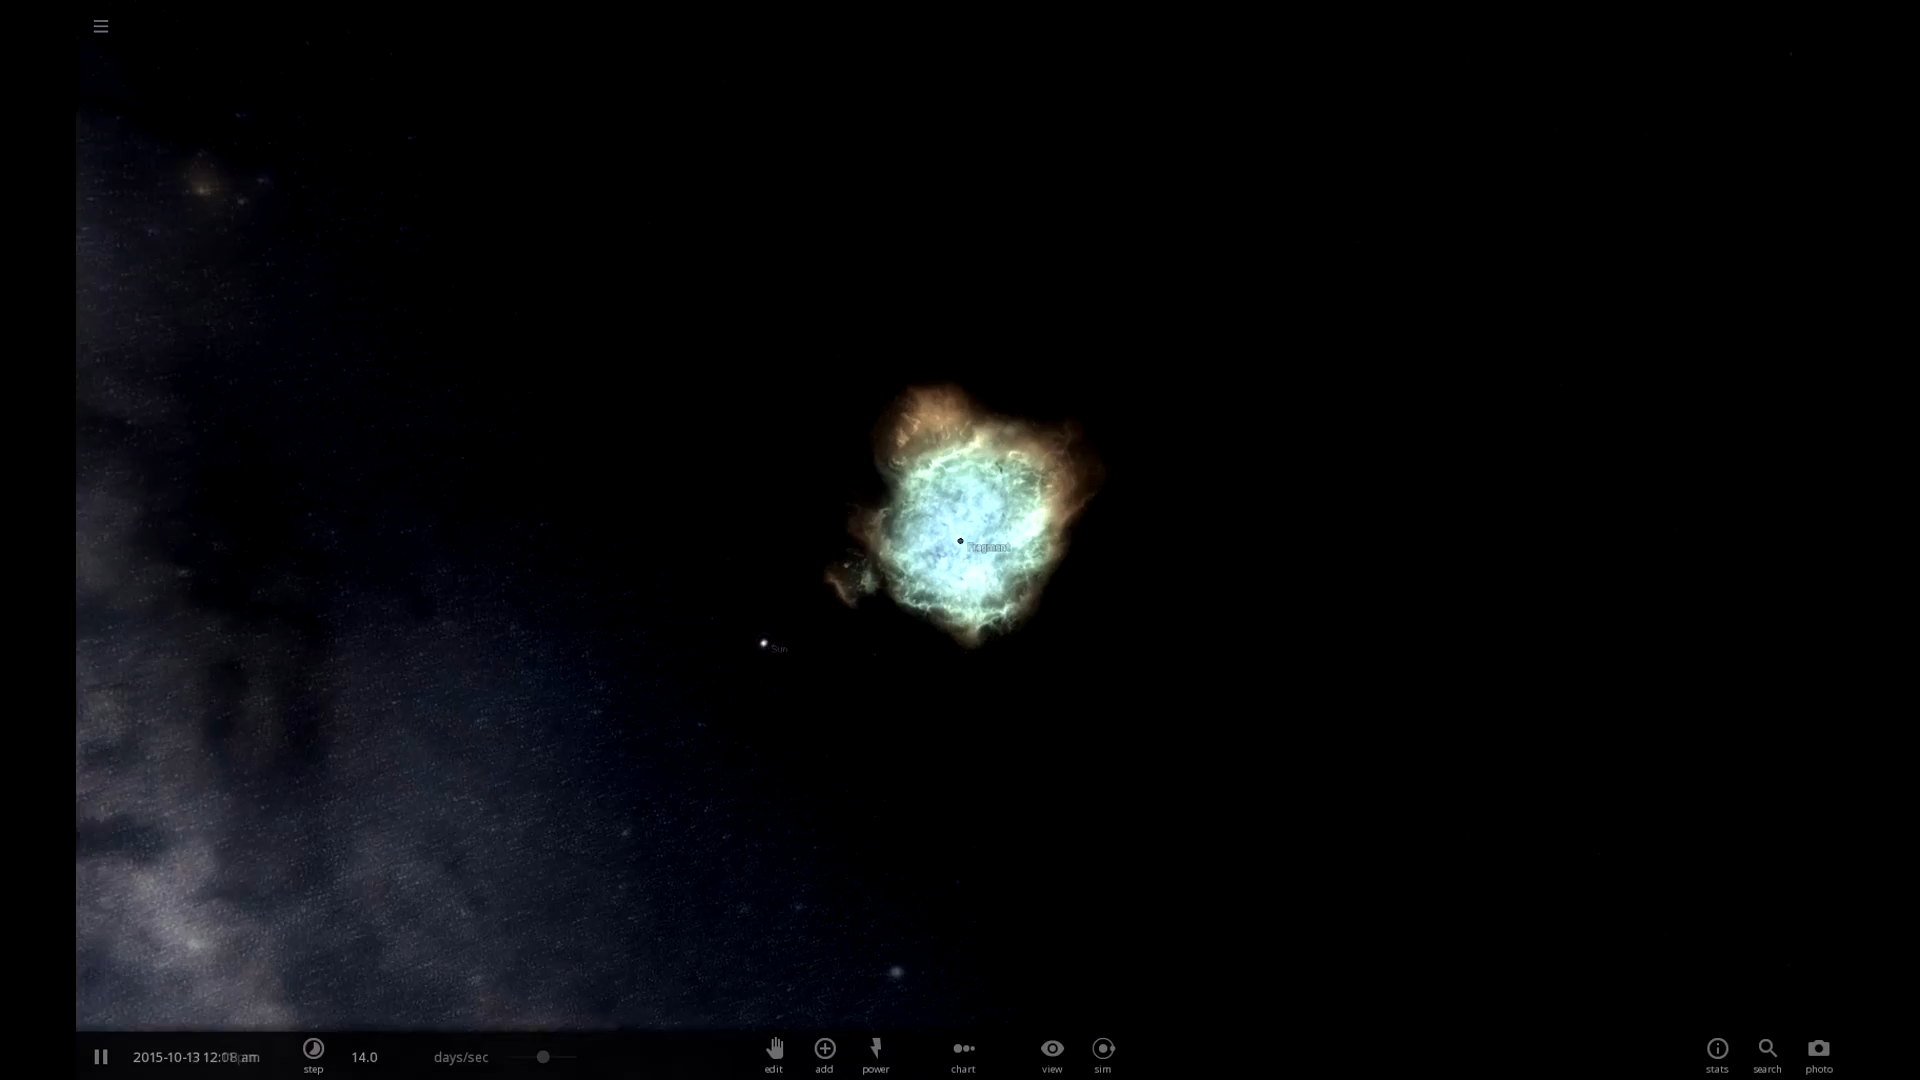 Fragment
Sun
2015-10-13 12:08 am
14.0
days/sec
step
edit
add
power
chart
view
sim
stats
search
photo